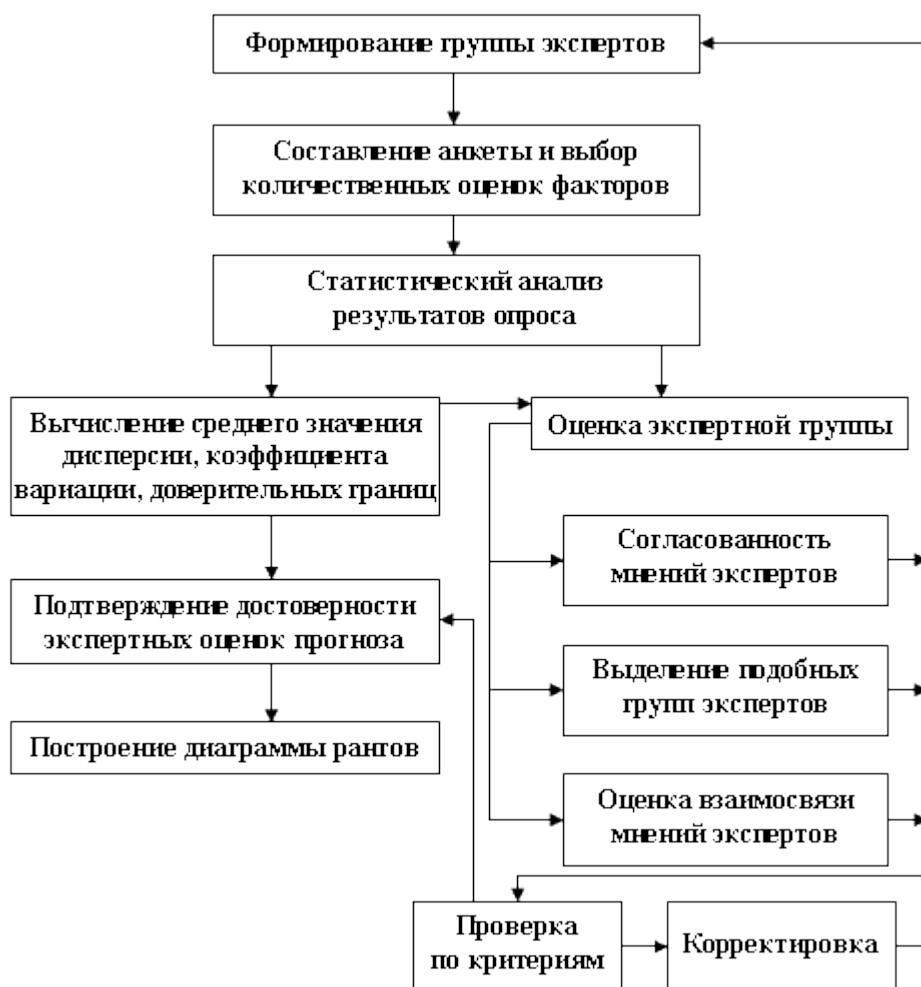 Формирование группы экспертов
Составление анкеты и выбор
количественных оценок факторов
Статистический анализ
результатов опроса
Вычисление среднего значения
дисперсии, коэффициента
вариации, доверительных границ
Оценка экспертной группы
Согласованность
мнений экспертов
Подтверждение достоверности
экспертных оценок прогноза
Выделение подобных
групп экспертов
Построение диаграммы рангов
Оценка взаимосвязи
мнений экспертов
Проверка
по критериям
Корректировка